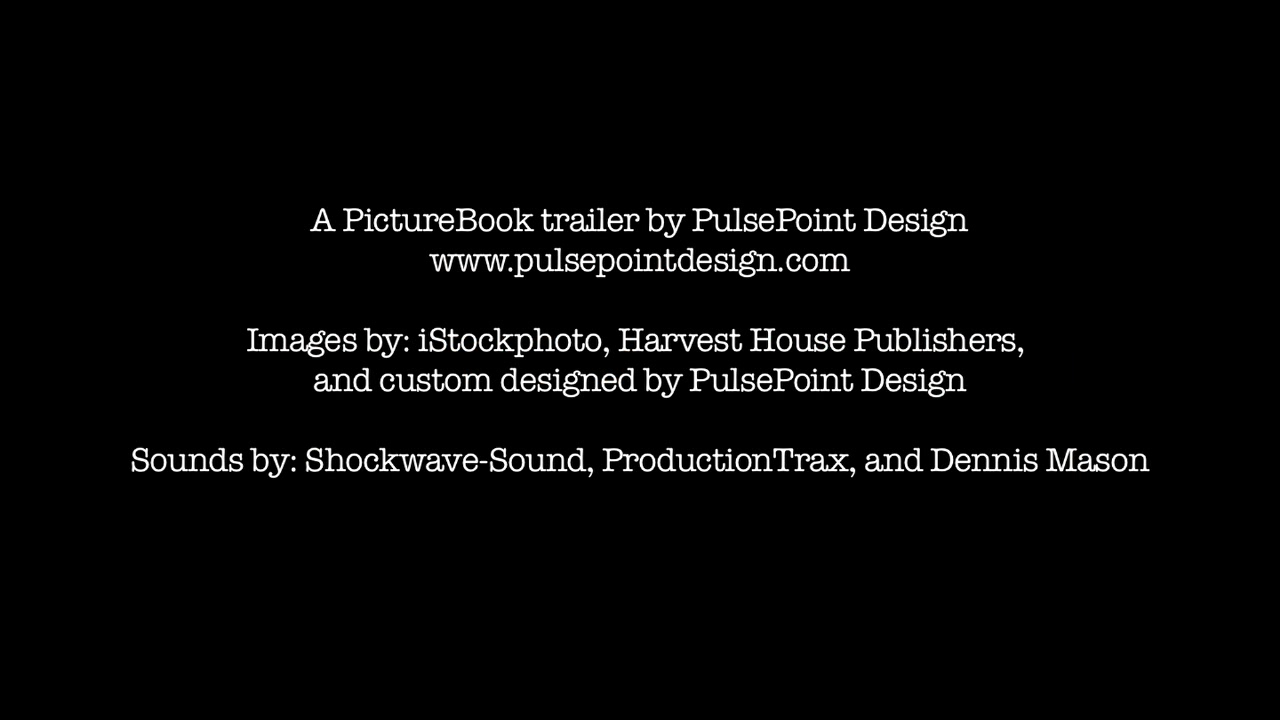 A PictureBook trailer by PulsePoint Design
www.pulsepointdesign.com
Images by: iStockphoto, Harvest House Publishers,
and custom designed by PulsePoint Design
Sounds by: Shockwave-Sound, ProductionTrax, and Dennis Mason